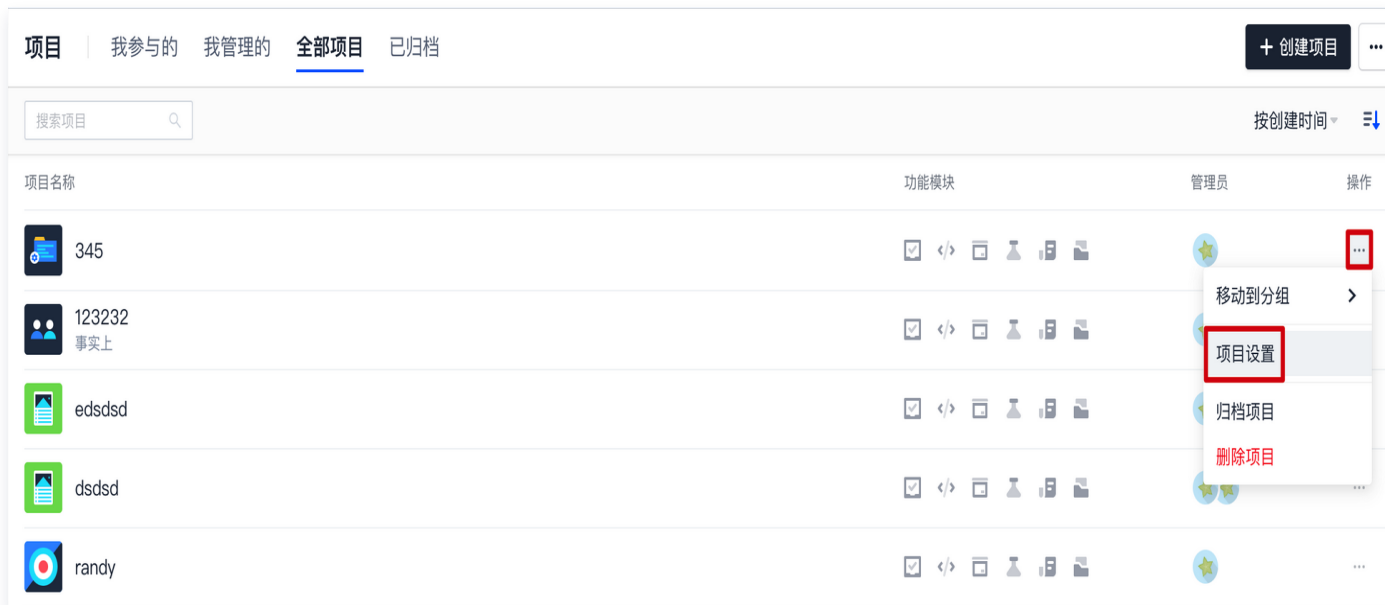 项目 我参与的 我管理的 全部项目 已归档 + 创建项目 ...
搜索项目 按创建时间
项目名称 功能模块 管理员 操作
345 ...
移动到分组
123232
事实上
项目设置
edsdsd
归档项目
删除项目
dsdsd ...
randy ...